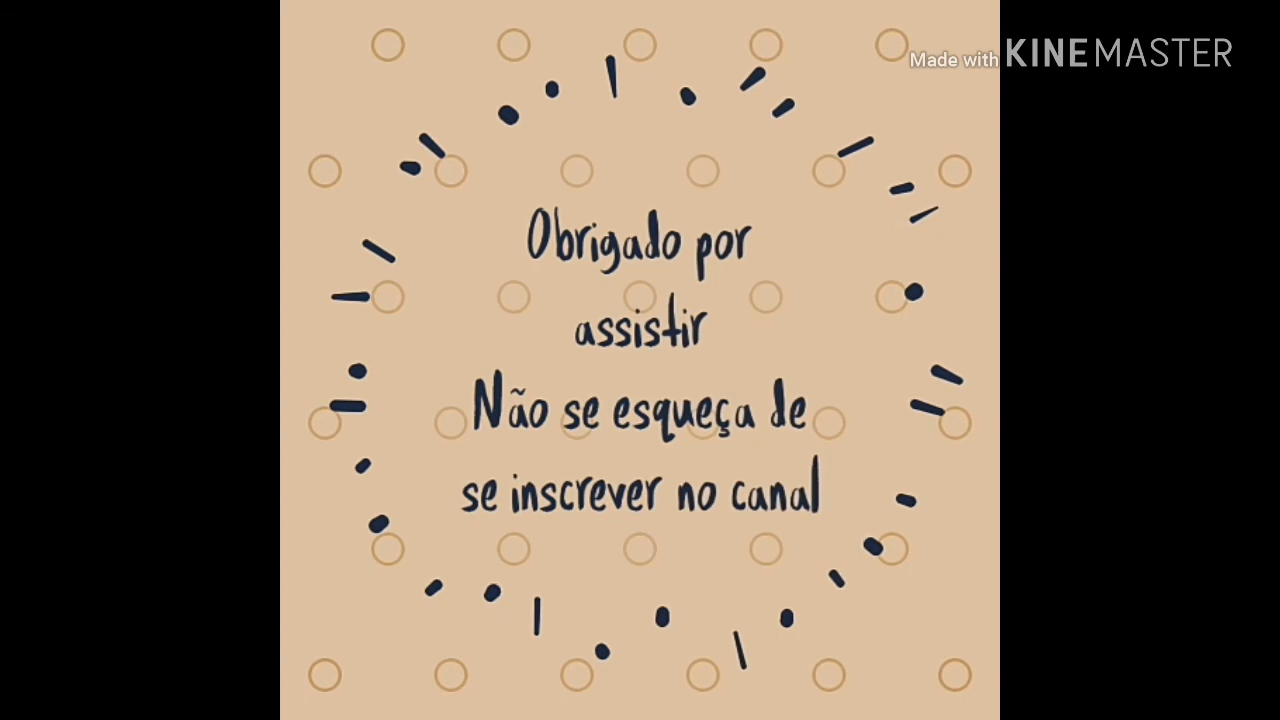 Made with KINEMASTER
Obrigado por
assistir
Não se esqueça de
se inscrever no canal